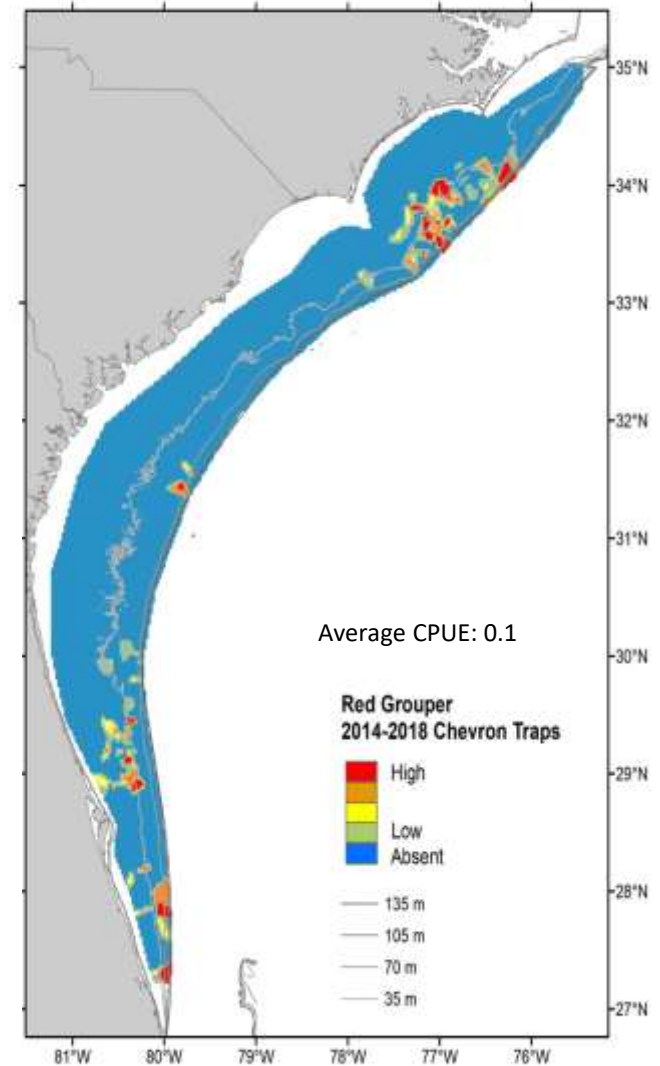 35°N
34°N
33°N
32°N
31°N
Average CPUE: 0.1
30°N
Red Grouper
2014-2018 Chevron Traps
High
29°N
Low
Absent
28°N
135 m
105 m
70 m
35 m
27°N
81°W 80°W 79°W 78°W 77°W 76°W